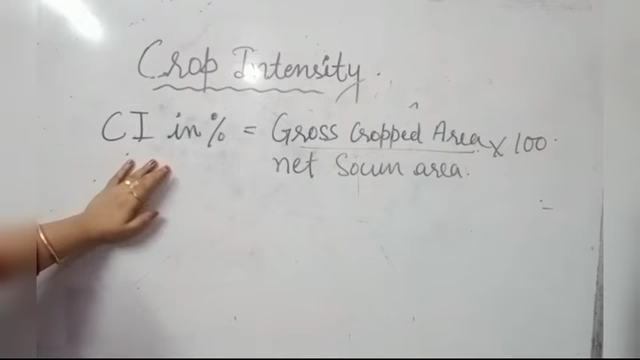 Crop Intensity.
CI in % = Gross Cropped Area x 100.
net Sown area.